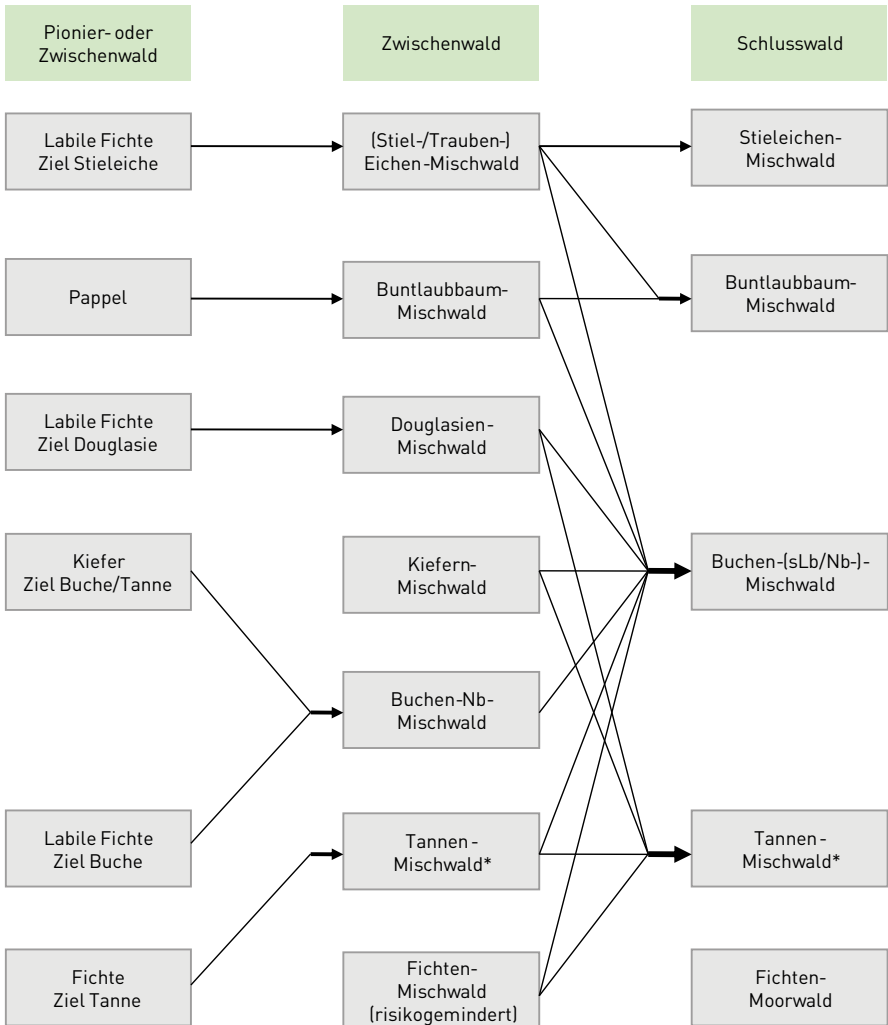 Pionier- oder
Zwischenwald
Zwischenwald
Schlusswald
Labile Fichte
Ziel Stieleiche
(Stiel-/Trauben-)
Eichen-Mischwald
Stieleichen-
Mischwald
Pappel
Buntlaubbaum-
Mischwald
Buntlaubbaum-
Mischwald
Labile Fichte
Ziel Douglasie
Douglasien-
Mischwald
Kiefer
Ziel Buche/Tanne
Kiefern-
Mischwald
Buchen-(sLb/Nb-)-
Mischwald
Buchen-Nb-
Mischwald
Labile Fichte
Ziel Buche
Tannen-
Mischwald*
Tannen-
Mischwald*
Fichte
Ziel Tanne
Fichten-
Mischwald
(risikogemindert)
Fichten-
Moorwald